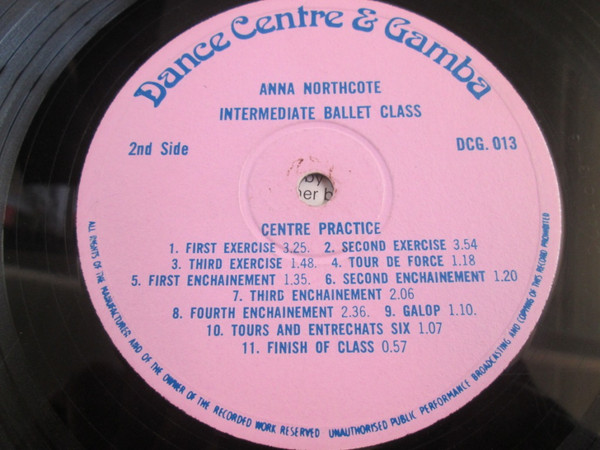 Dance Centre & Gamba
ANNA NORTHCOTE
INTERMEDIATE BALLET CLASS
2nd Side
DCG. 013
by
er b
CENTRE PRACTICE
1. FIRST EXERCISE 3.25. 2. SECOND EXERCISE 3.54
3. THIRD EXERCISE 1.48. 4. TOUR DE FORCE 1.18
5. FIRST ENCHAINEMENT 1.35. 6. SECOND ENCHAINEMENT 1.20
7. THIRD ENCHAINEMENT 2.06
8. FOURTH ENCHAINEMENT 2.36. 9. GALOP 1.10.
10. TOURS AND ENTRECHATS SIX 1.07
11. FINISH OF CLASS 0.57
ALL RIGHTS OF THE MANUFACTURER AND OF THE OWNER OF THE RECORDED WORK RESERVED UNAUTHORISED PUBLIC PERFORMANCE BROADCASTING AND COPYING OF THIS RECORD PROHIBITED